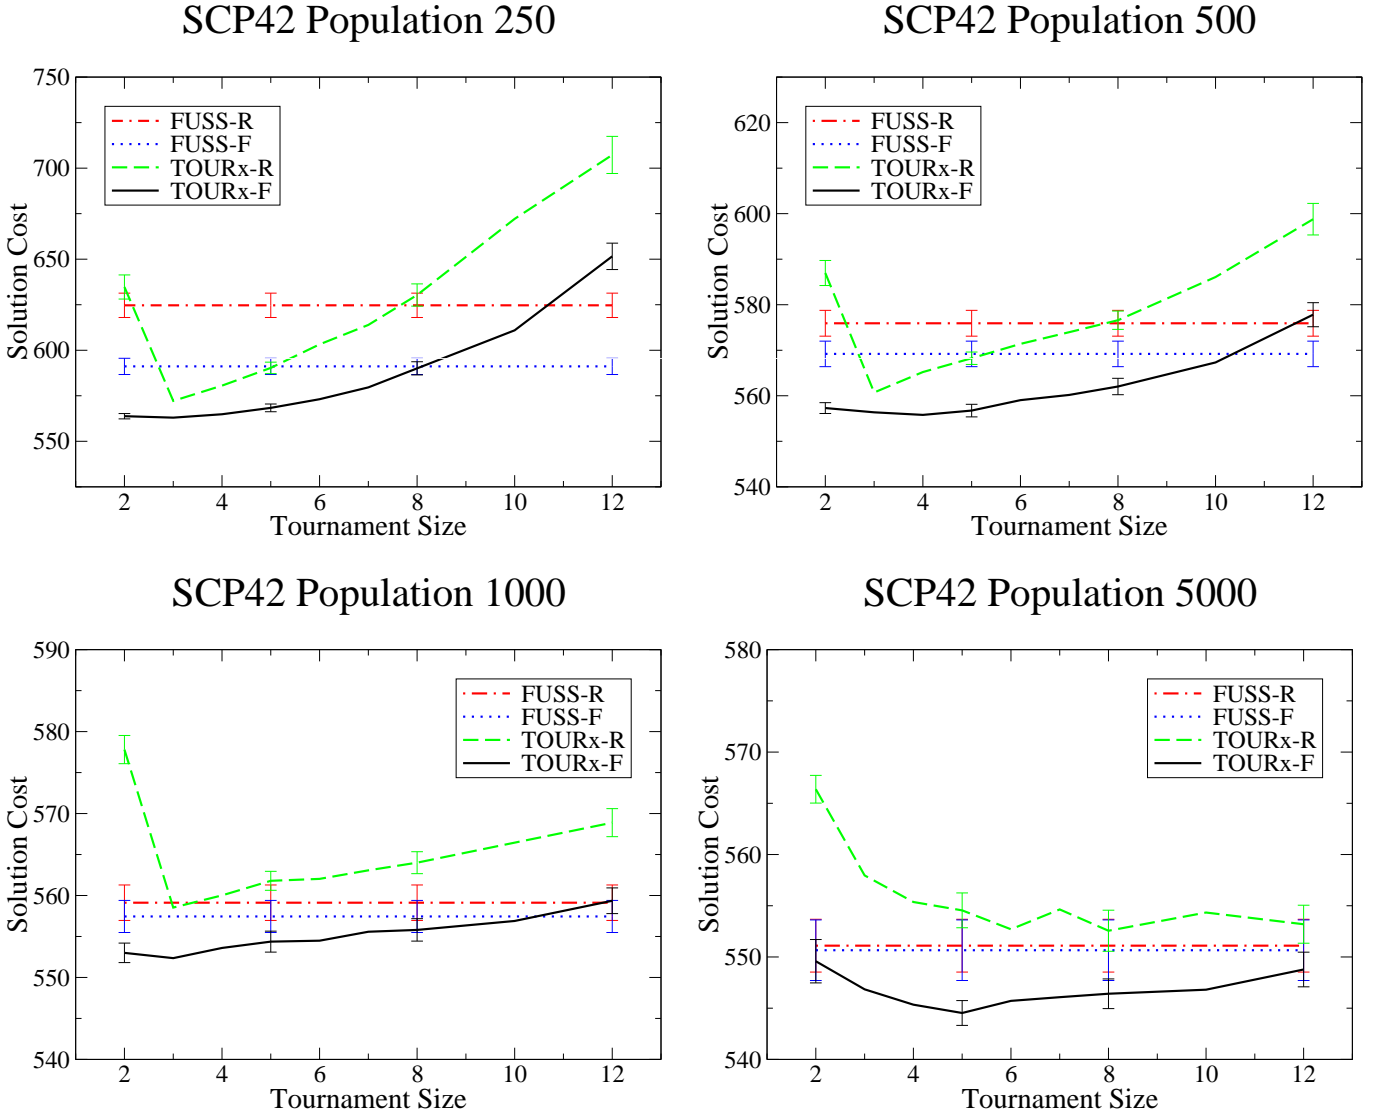 SCP42 Population 250
750
700
650
600
550
Solution Cost
FUSS-R
FUSS-F
TOURx-R
TOURx-F
2 4 6 8 10 12
Tournament Size
SCP42 Population 500
620
600
580
560
540
Solution Cost
FUSS-R
FUSS-F
TOURx-R
TOURx-F
2 4 6 8 10 12
Tournament Size
SCP42 Population 1000
590
580
570
560
550
540
Solution Cost
FUSS-R
FUSS-F
TOURx-R
TOURx-F
2 4 6 8 10 12
Tournament Size
SCP42 Population 5000
580
570
560
550
540
Solution Cost
FUSS-R
FUSS-F
TOURx-R
TOURx-F
2 4 6 8 10 12
Tournament Size